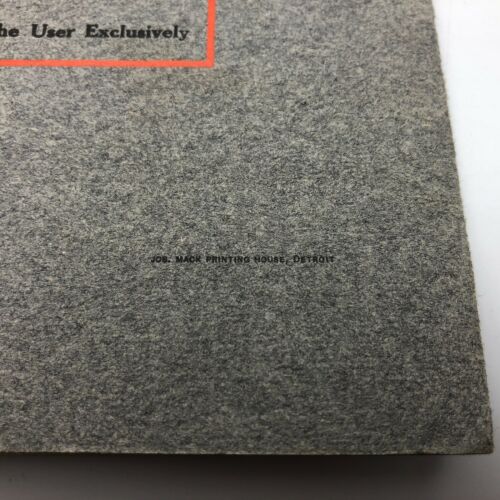 he User Exclusively
JOS. MACK PRINTING HOUSE, DETROIT